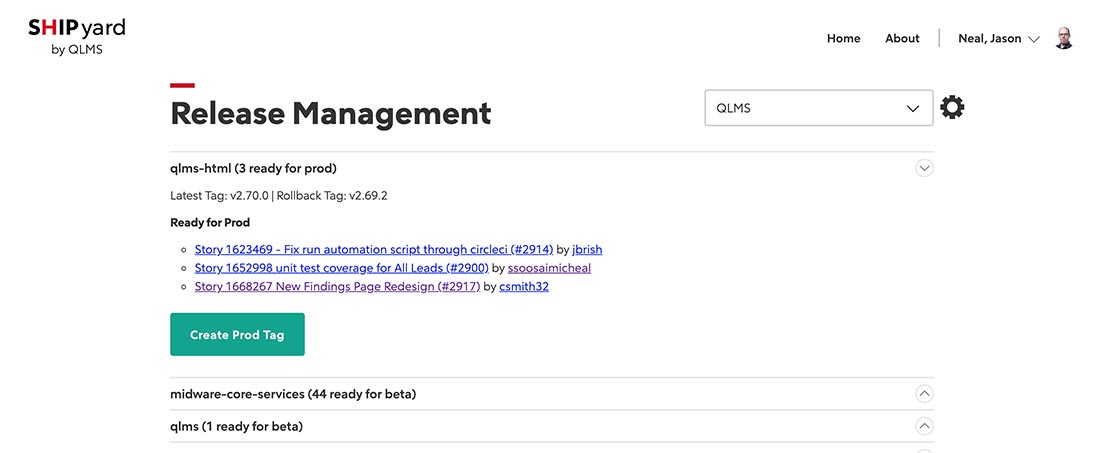 SHIPyard
by QLMS
Home About Neal, Jason
Release Management
QLMS
qlms-html (3 ready for prod)
Latest Tag: v2.70.0 | Rollback Tag: v2.69.2
Ready for Prod
Story 1623469 - Fix run automation script through circleci (#2914) by jbrish
Story 1652998 unit test coverage for All Leads (#2900) by ssoosaimicheal
Story 1668267 New Findings Page Redesign (#2917) by csmith32
Create Prod Tag
midware-core-services (44 ready for beta)
qlms (1 ready for beta)